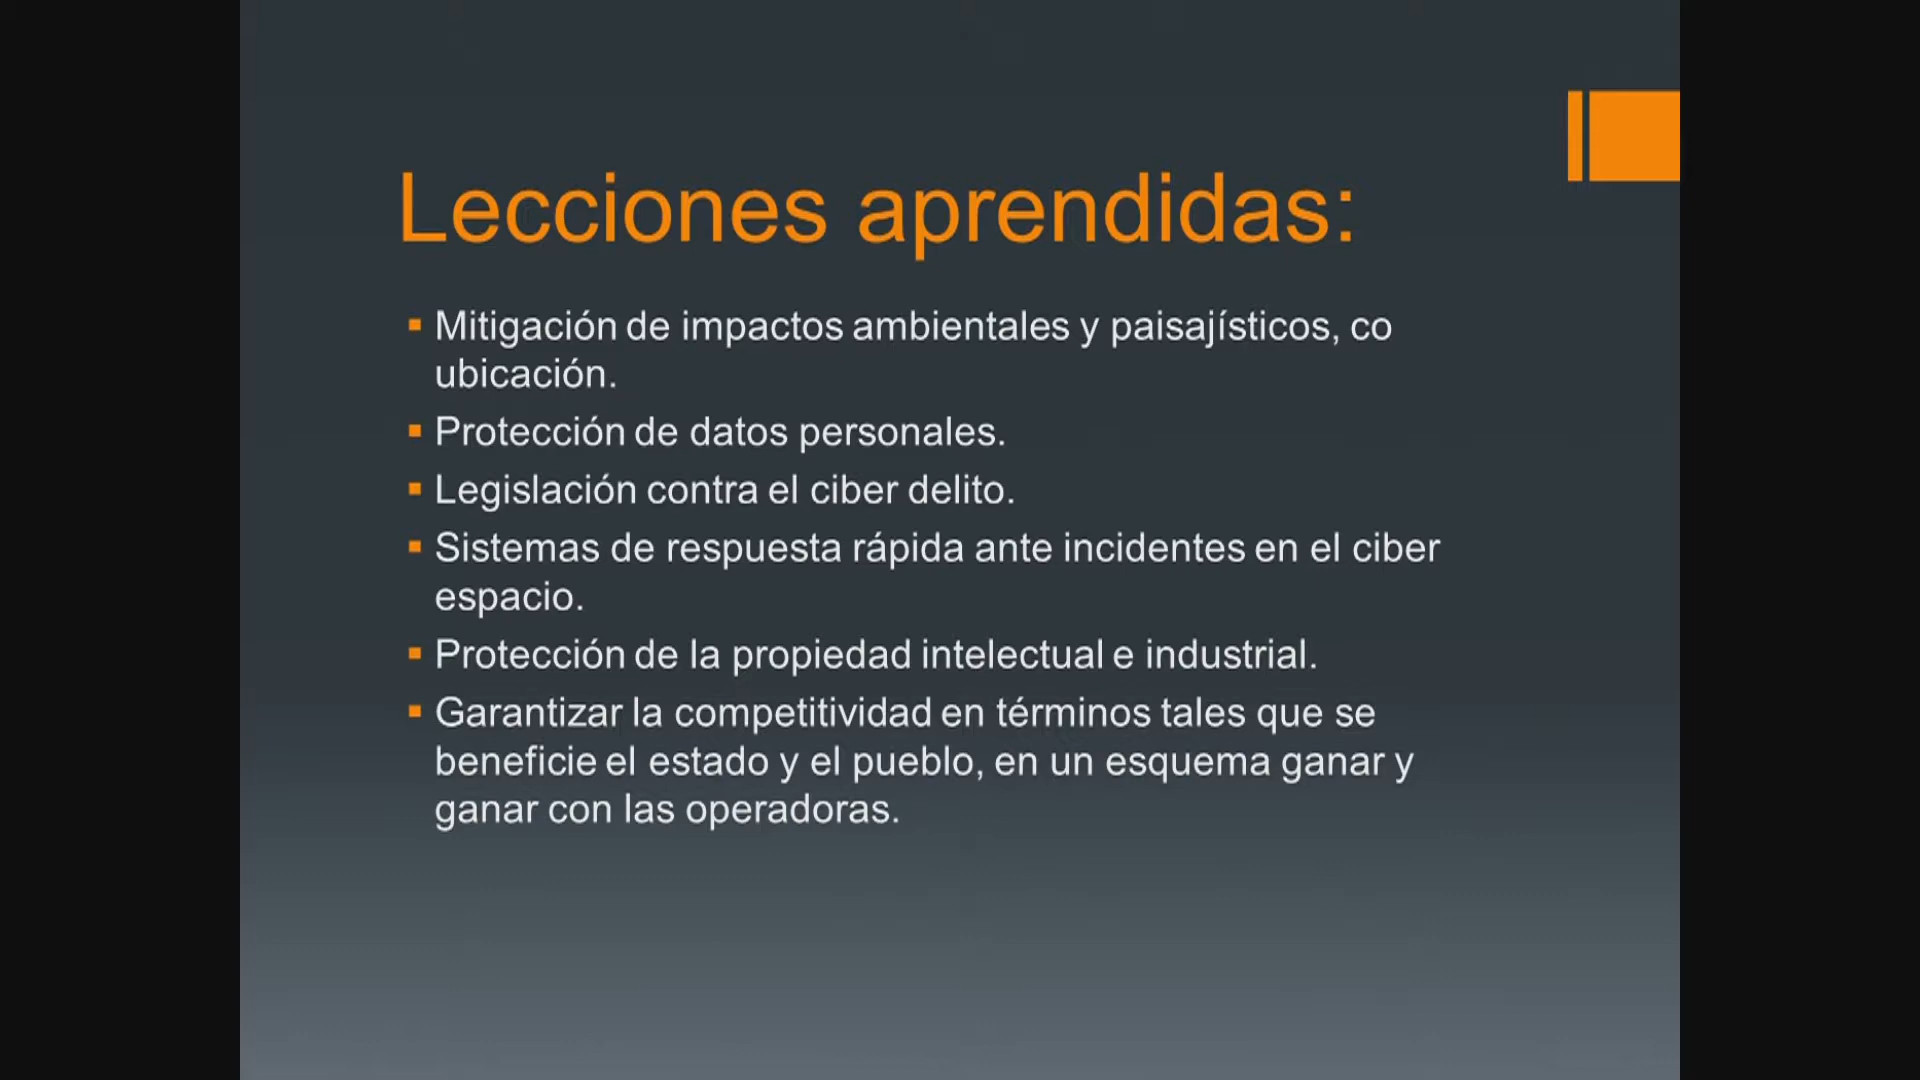 Lecciones aprendidas:
Mitigación de impactos ambientales y paisajísticos, co
ubicación.
Protección de datos personales.
Legislación contra el ciber delito.
Sistemas de respuesta rápida ante incidentes en el ciber
espacio.
Protección de la propiedad intelectual e industrial.
Garantizar la competitividad en términos tales que se
beneficie el estado y el pueblo, en un esquema ganar y
ganar con las operadoras.